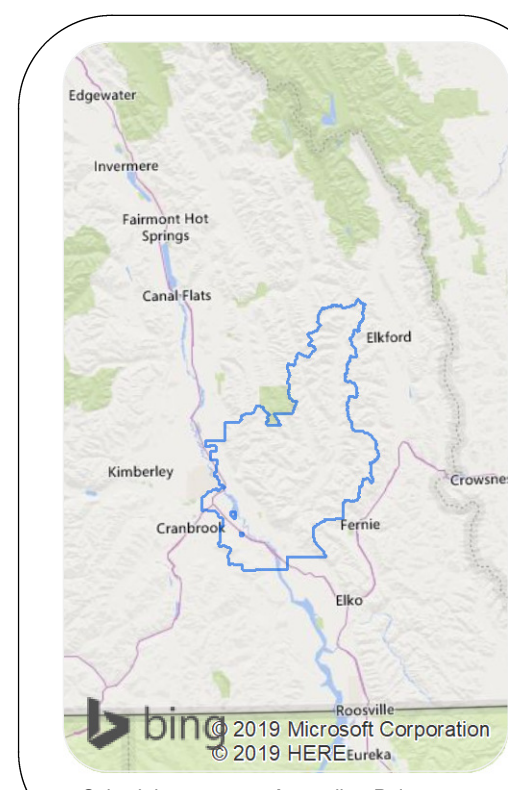 Edgewater
Invermere
Fairmont Hot
Springs
Canal Flats
Elkford
Kimberley
Crowsne
Cranbrook
Fernie
Elko
Roosville
bing
© 2019 Microsoft Corporation
© 2019 HERE
Eureka